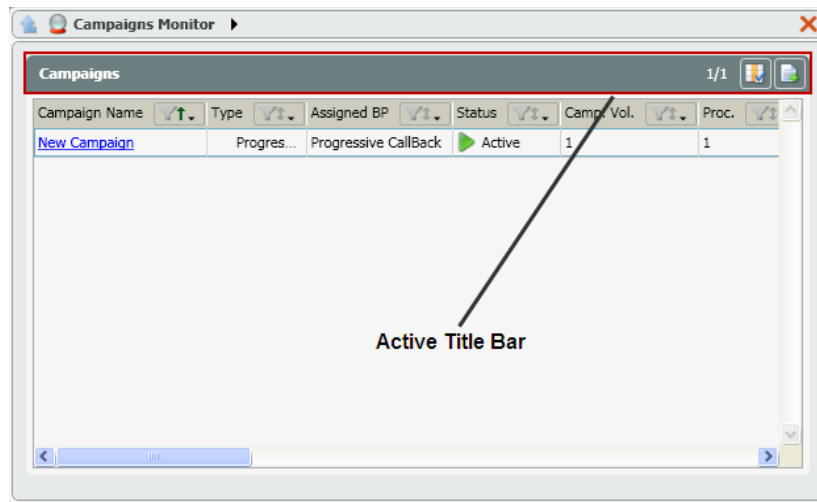 Campaigns Monitor
Campaigns 1/1
Campaign Name Type Assigned BP Status Camp. Vol. Proc.
New Campaign Progres... Progressive CallBack Active 1 1
Active Title Bar